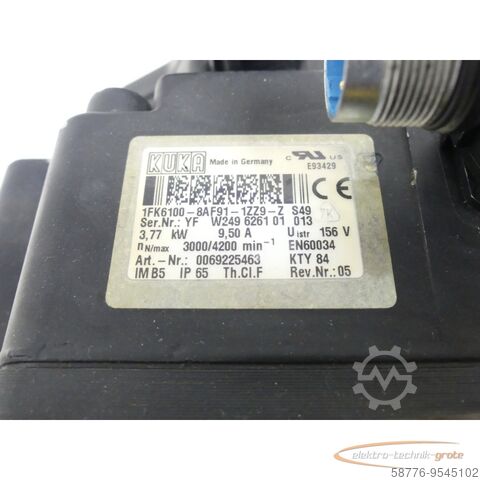 KUKA Made in Germany c RU US
E93429
1FK6100-8AF91-1ZZ9-Z S49
Ser.Nr.: YF W249 6261 01 013
3,77 kW 9,50 A Uistr 156 V
nN/max 3000/4200 min-1 EN60034
Art.-Nr.: 0069225463 KTY 84
IM B5 IP 65 Th.Cl.F Rev.Nr.: 05
CE
elektro-technik-grote
58776-9545102